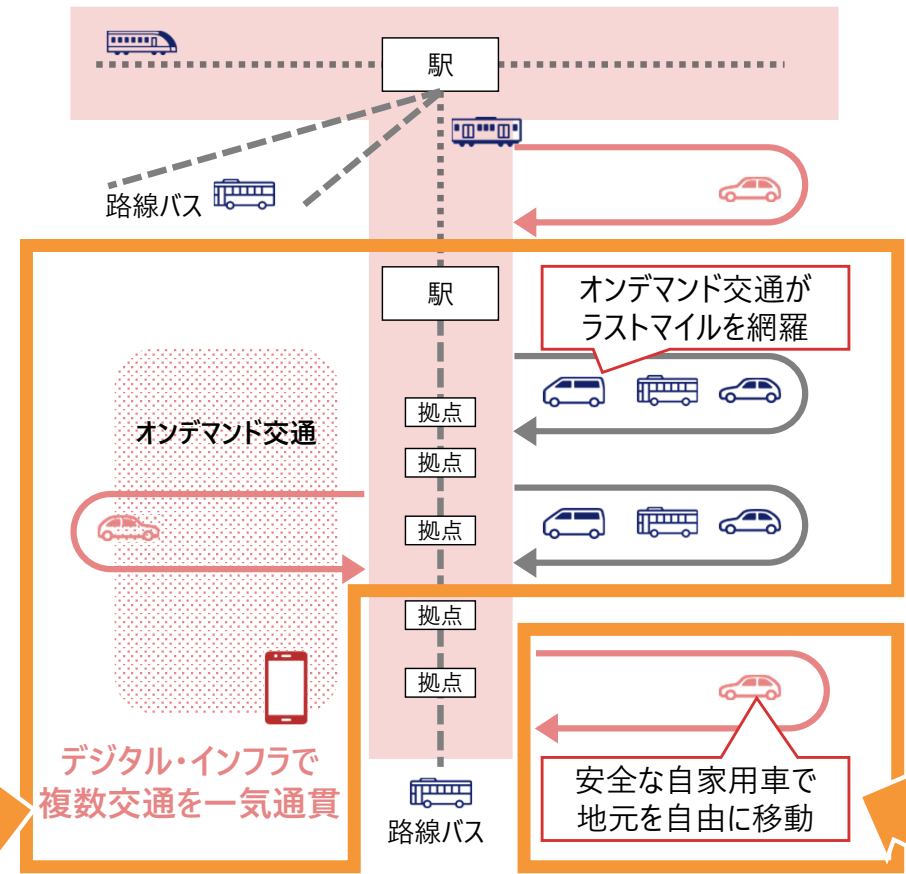 駅
路線バス
駅
オンデマンド交通が
ラストマイルを網羅
拠点
オンデマンド交通
拠点
拠点
拠点
拠点
デジタル・インフラで
複数交通を一気通貫
安全な自家用車で
地元を自由に移動
路線バス